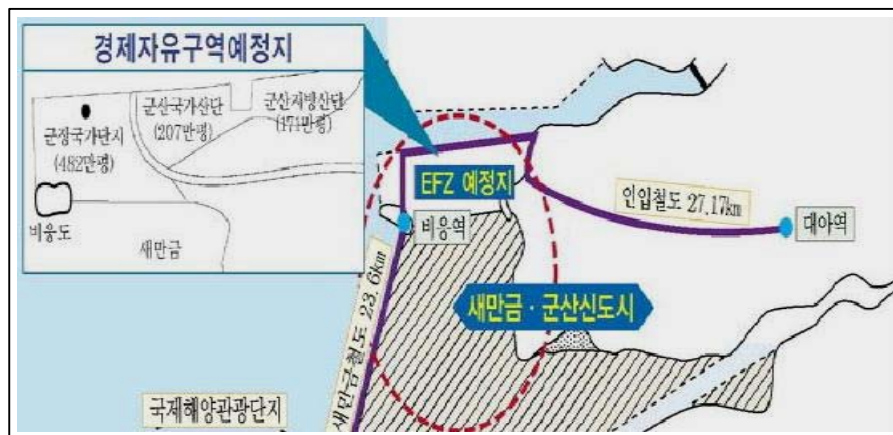 경제자유구역예정지
군산국가산단
(207만평)
군산지방산단
(171만평)
군장국가단지
(482만평)
비응도
새만금
EFZ 예정지
인입철도 27.17km
대야역
비응역
새만금 · 군산신도시
새만금철도 23.6km
국제해양관광단지